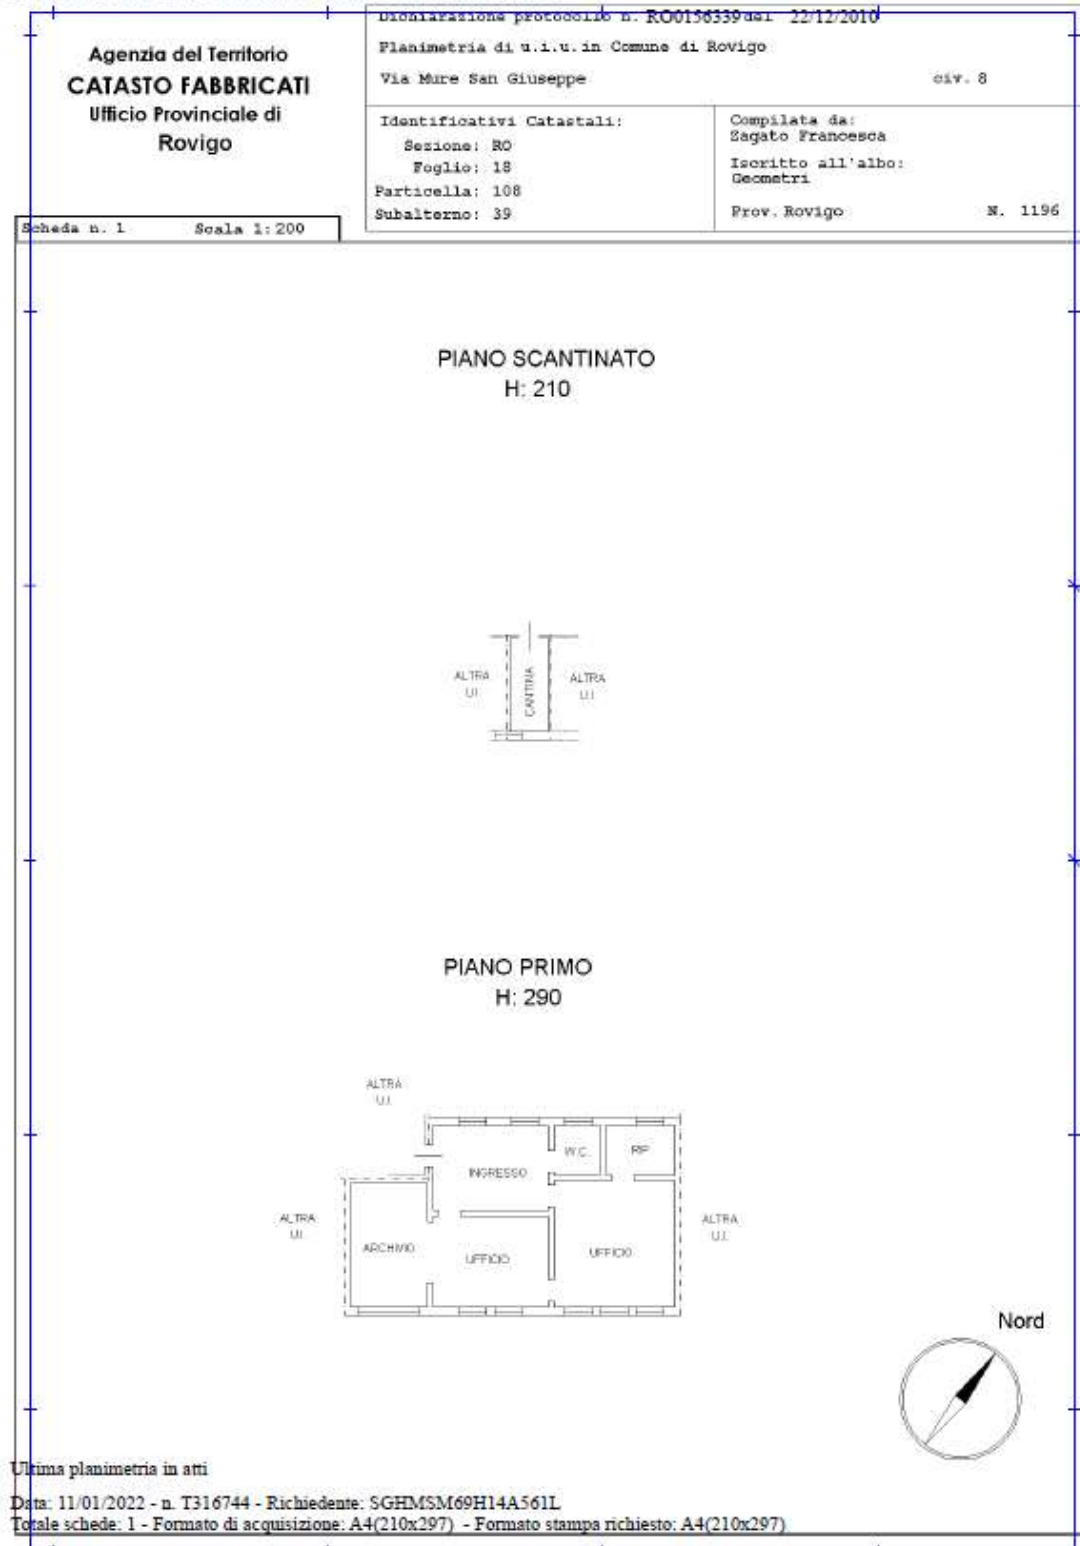 Dichiarazione protocollo n. RO0156339 del 22/12/2010
Agenzia del Territorio
CATASTO FABBRICATI
Ufficio Provinciale di
Rovigo
Planimetria di u.i.u. in Comune di Rovigo
Via Mure San Giuseppe civ. 8
Identificativi Catastali:
Sezione: RO
Foglio: 18
Particella: 108
Subalterno: 39
Compilata da:
Zagato Francesca
Iscritto all'albo:
Geometri
Prov. Rovigo N. 1196
Scheda n. 1 Scala 1:200
PIANO SCANTINATO
H: 210
ALTRA
U.I.
CANTINA
ALTRA
U.I.
PIANO PRIMO
H: 290
ALTRA
U.I.
W.C.
RIP.
INGRESSO
ALTRA
U.I.
ARCHIVIO
UFFICIO
UFFICIO
ALTRA
U.I.
Nord
Ultima planimetria in atti
Data: 11/01/2022 - n. T316744 - Richiedente: SGHMSM69H14A561L
Totale schede: 1 - Formato di acquisizione: A4(210x297) - Formato stampa richiesto: A4(210x297)